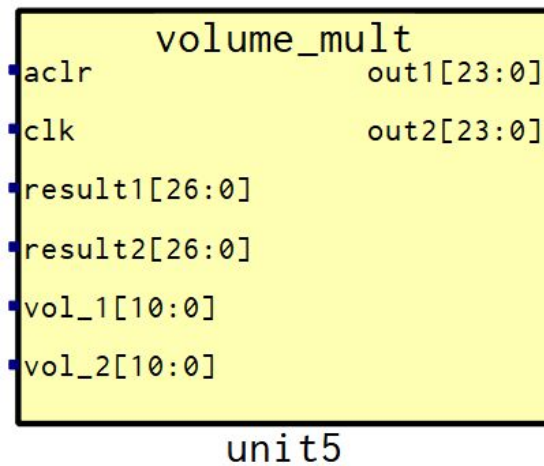 volume_mult
aclr out1[23:0]
clk out2[23:0]
result1[26:0]
result2[26:0]
vol_1[10:0]
vol_2[10:0]
unit5